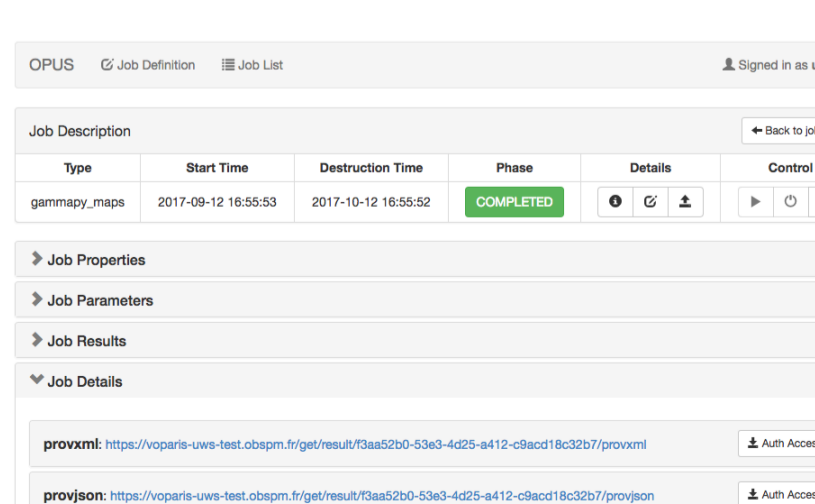 OPUS Job Definition Job List Signed in as
Job Description Back to
Type Start Time Destruction Time Phase Details Control
gammapy_maps 2017-09-12 16:55:53 2017-10-12 16:55:52 COMPLETED
Job Properties
Job Parameters
Job Results
Job Details
provxml: https://voparis-uws-test.obspm.fr/get/result/f3aa52b0-53e3-4d25-a412-c9acd18c32b7/provxml Auth
provjson: https://voparis-uws-test.obspm.fr/get/result/f3aa52b0-53e3-4d25-a412-c9acd18c32b7/provjson Auth